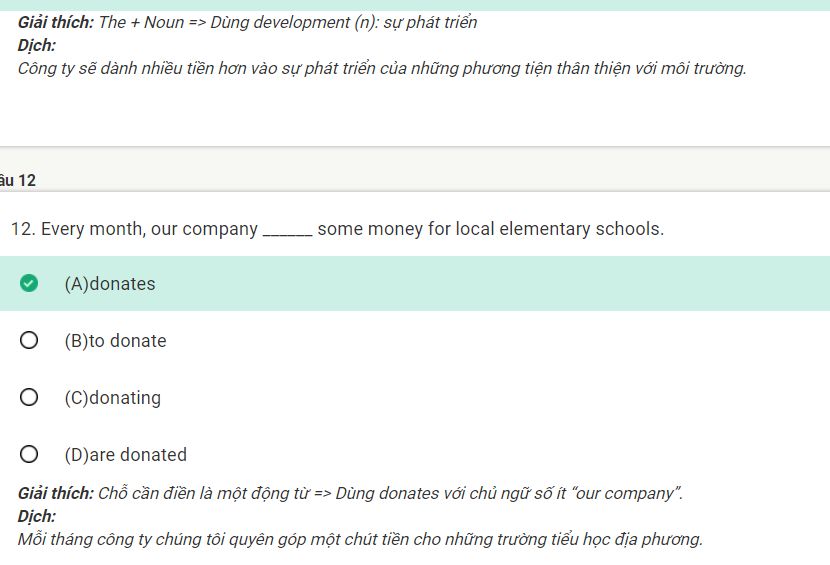 Giải thích: The + Noun => Dùng development (n): sự phát triển
Dịch:
Công ty sẽ dành nhiều tiền hơn vào sự phát triển của những phương tiện thân thiện với môi trường.
âu 12
12. Every month, our company ______ some money for local elementary schools.
(A)donates
(B)to donate
(C)donating
(D)are donated
Giải thích: Chỗ cần điền là một động từ => Dùng donates với chủ ngữ số ít “our company”.
Dịch:
Mỗi tháng công ty chúng tôi quyên góp một chút tiền cho những trường tiểu học địa phương.